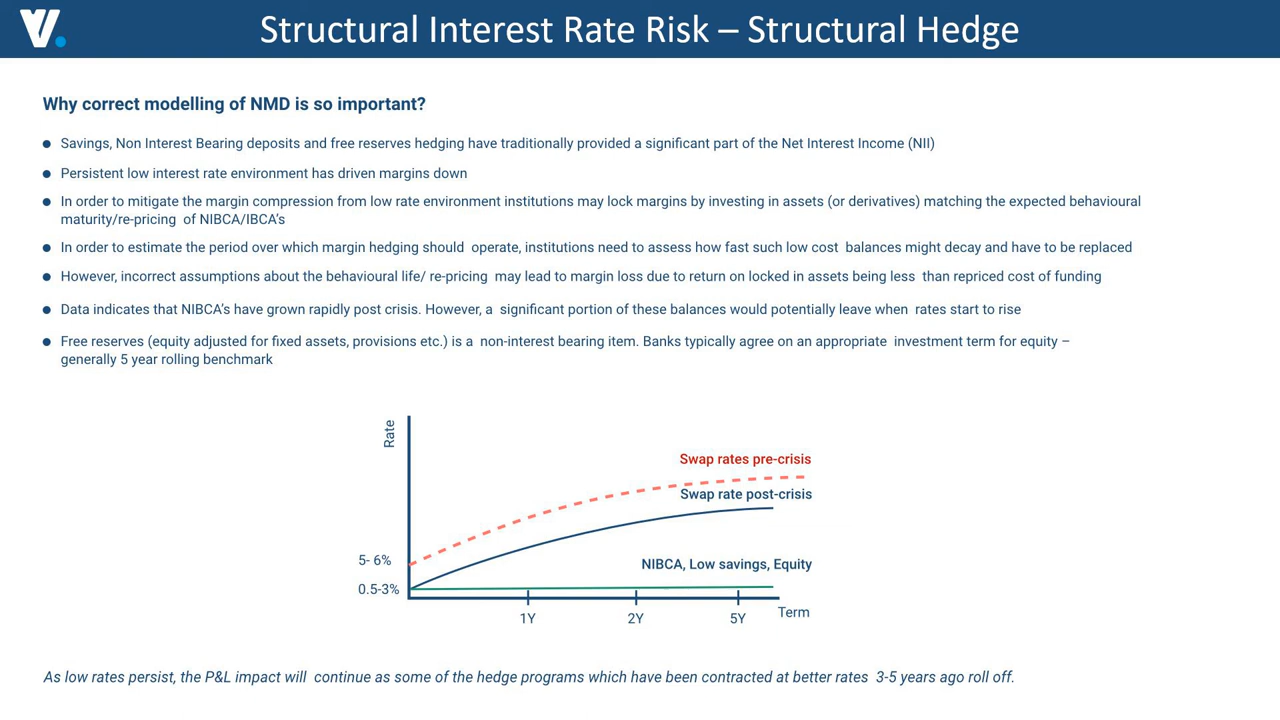 V.
Structural Interest Rate Risk – Structural Hedge
Why correct modelling of NMD is so important?
Savings, Non Interest Bearing deposits and free reserves hedging have traditionally provided a significant part of the Net Interest Income (NII)
Persistent low interest rate environment has driven margins down
In order to mitigate the margin compression from low rate environment institutions may lock margins by investing in assets (or derivatives) matching the expected behavioural
maturity/re-pricing of NIBCA/IBCA's
In order to estimate the period over which margin hedging should operate, institutions need to assess how fast such low cost balances might decay and have to be replaced
However, incorrect assumptions about the behavioural life/ re-pricing may lead to margin loss due to return on locked in assets being less than repriced cost of funding
Data indicates that NIBCA's have grown rapidly post crisis. However, a significant portion of these balances would potentially leave when rates start to rise
Free reserves (equity adjusted for fixed assets, provisions etc.) is a non-interest bearing item. Banks typically agree on an appropriate investment term for equity –
generally 5 year rolling benchmark
Rate
Swap rates pre-crisis
Swap rate post-crisis
5- 6%
NIBCA, Low savings, Equity
0.5-3%
1Y
2Y
5Y
Term
As low rates persist, the P&L impact will continue as some of the hedge programs which have been contracted at better rates 3-5 years ago roll off.